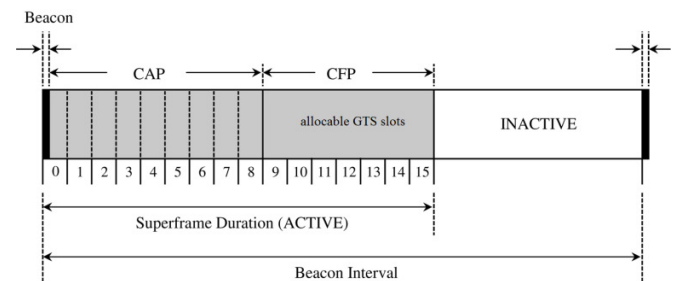 Beacon
CAP CFP
allocable GTS slots INACTIVE
0 1 2 3 4 5 6 7 8 9 10 11 12 13 14 15
Superframe Duration (ACTIVE)
Beacon Interval